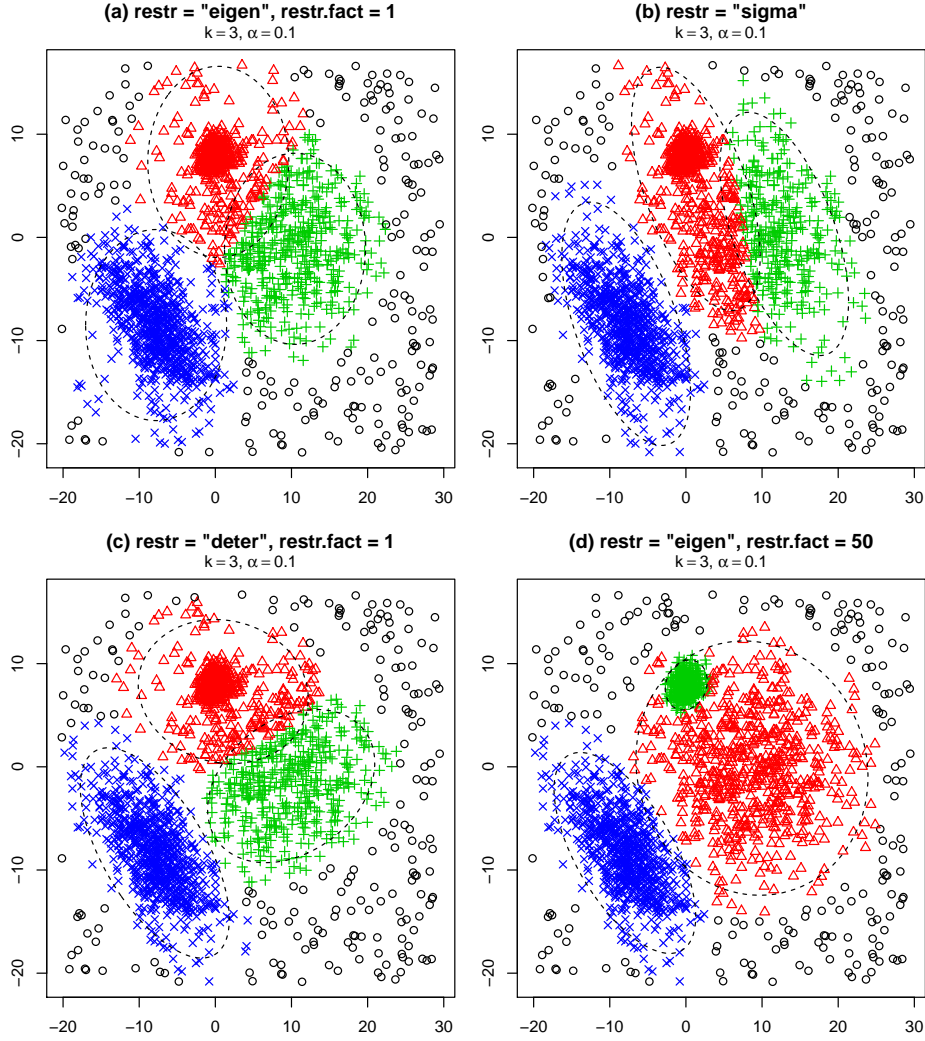 (a) restr = "eigen", restr.fact = 1
k = 3, α = 0.1
10
0
−10
−20
−20 −10 0 10 20 30
(b) restr = "sigma"
k = 3, α = 0.1
10
0
−10
−20
−20 −10 0 10 20 30
(c) restr = "deter", restr.fact = 1
k = 3, α = 0.1
10
0
−10
−20
−20 −10 0 10 20 30
(d) restr = "eigen", restr.fact = 50
k = 3, α = 0.1
10
0
−10
−20
−20 −10 0 10 20 30